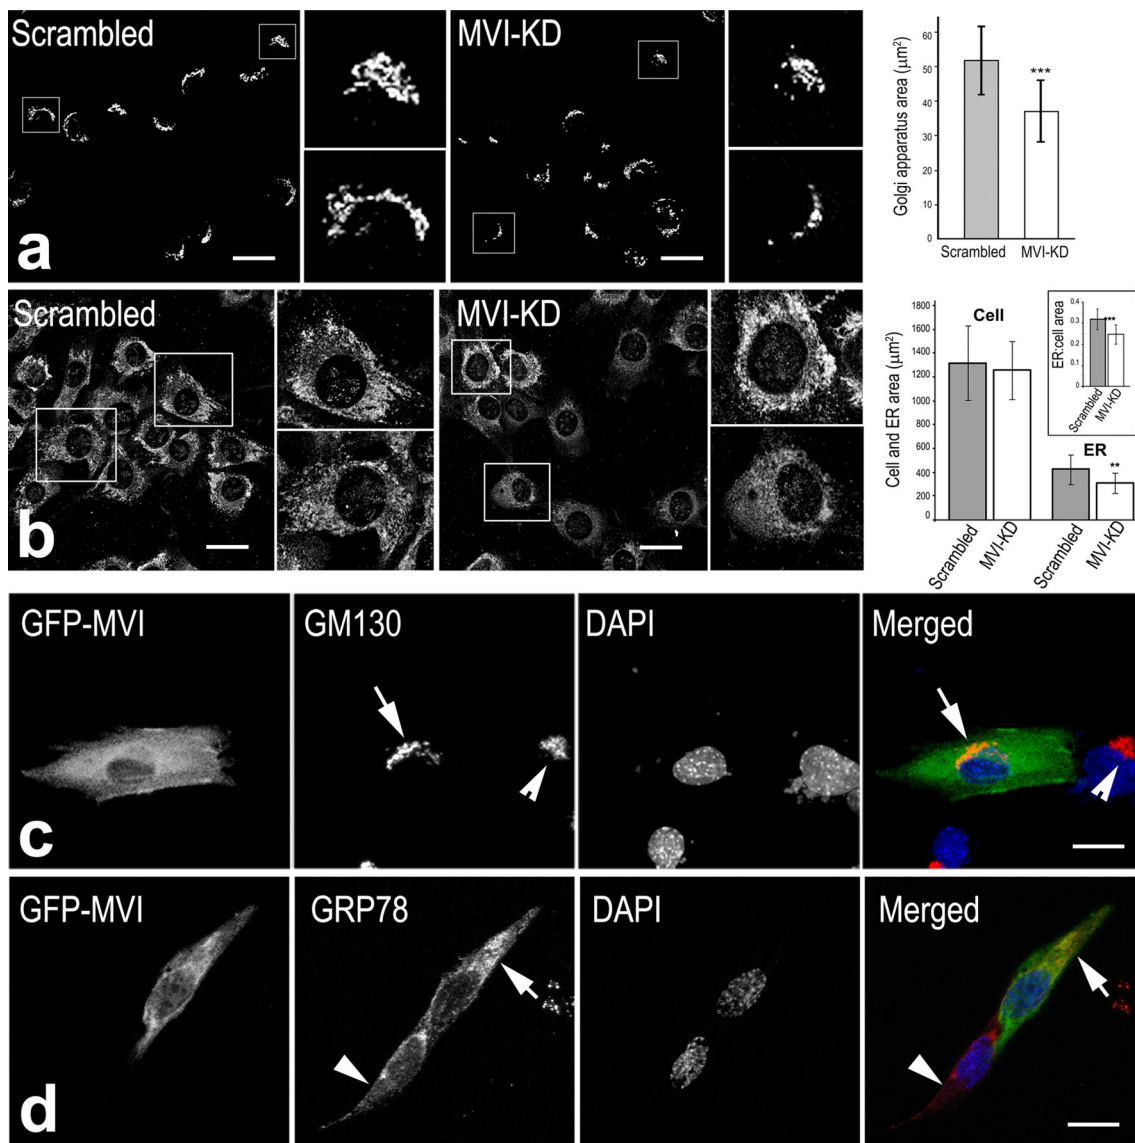 Scrambled
MVI-KD
a
Golgi apparatus area (µm²)
60
50
40
30
20
10
0
***
Scrambled
MVI-KD
Scrambled
MVI-KD
b
Cell and ER area (µm²)
1800
1600
1400
1200
1000
800
600
400
200
0
Cell
ER
**
Scrambled
MVI-KD
Scrambled
MVI-KD
ER:cell area
0.4
0.3
0.2
0.1
0
***
Scrambled
MVI-KD
GFP-MVI
GM130
DAPI
Merged
c
GFP-MVI
GRP78
DAPI
Merged
d